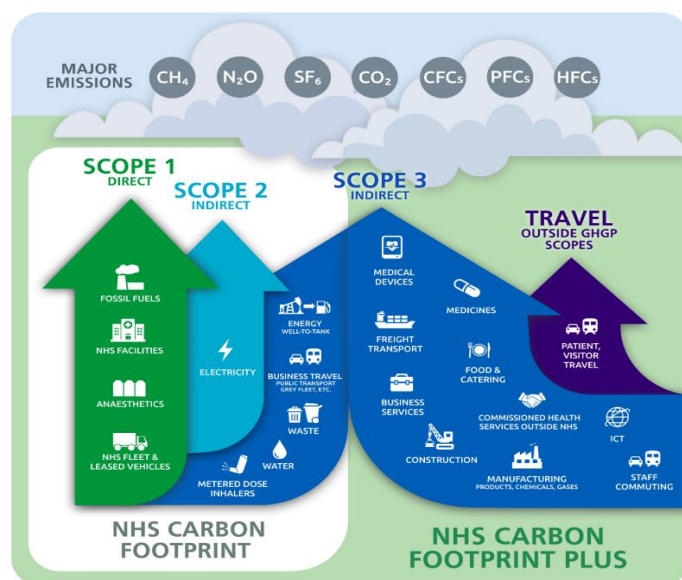 MAJOR
EMISSIONS
CH₄
N₂O
SF₆
CO₂
CFCs
PFCs
HFCs
SCOPE 1
DIRECT
SCOPE 2
INDIRECT
SCOPE 3
INDIRECT
TRAVEL
OUTSIDE GHGP
SCOPES
FOSSIL FUELS
NHS FACILITIES
ANAESTHETICS
NHS FLEET &
LEASED VEHICLES
ELECTRICITY
ENERGY
WELL-TO-TANK
BUSINESS TRAVEL
PUBLIC TRANSPORT
GREY FLEET, ETC.
WASTE
WATER
METERED DOSE
INHALERS
MEDICAL
DEVICES
MEDICINES
FREIGHT
TRANSPORT
FOOD &
CATERING
BUSINESS
SERVICES
COMMISSIONED HEALTH
SERVICES OUTSIDE NHS
CONSTRUCTION
MANUFACTURING
PRODUCTS, CHEMICALS, GASES
PATIENT,
VISITOR
TRAVEL
ICT
STAFF
COMMUTING
NHS CARBON
FOOTPRINT
NHS CARBON
FOOTPRINT PLUS